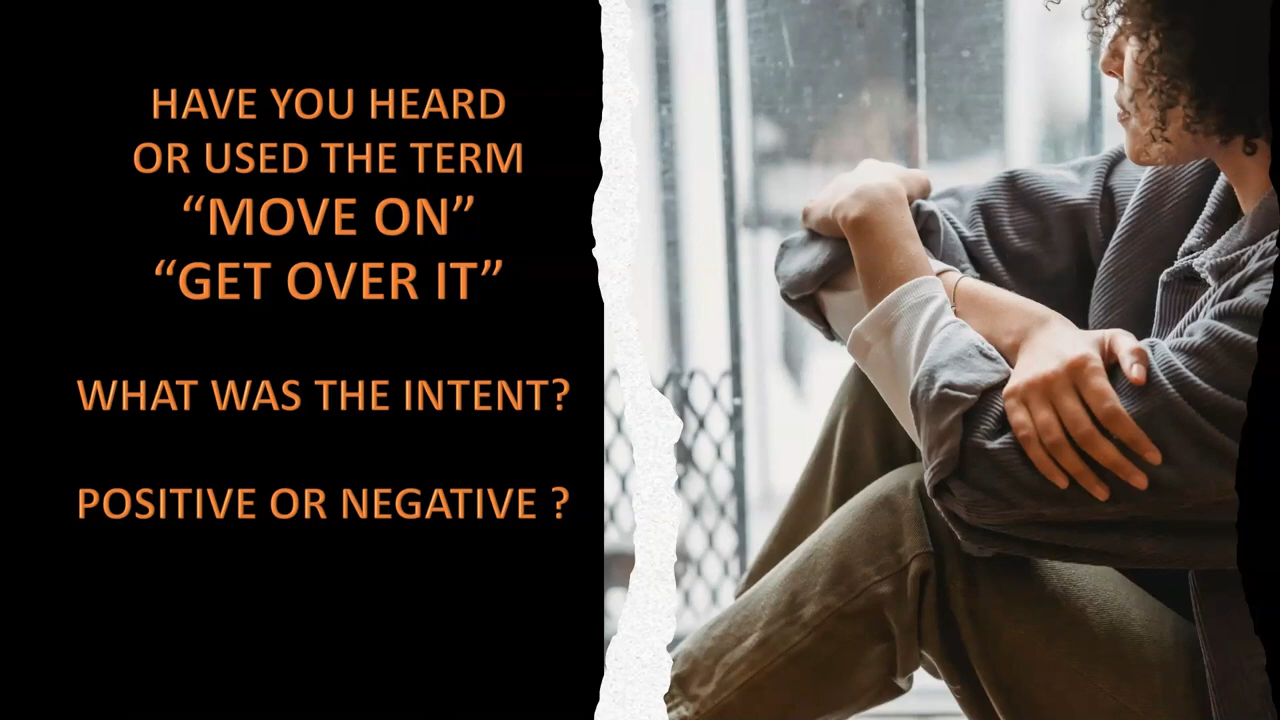 HAVE YOU HEARD
OR USED THE TERM
“MOVE ON”
“GET OVER IT”
WHAT WAS THE INTENT?
POSITIVE OR NEGATIVE ?